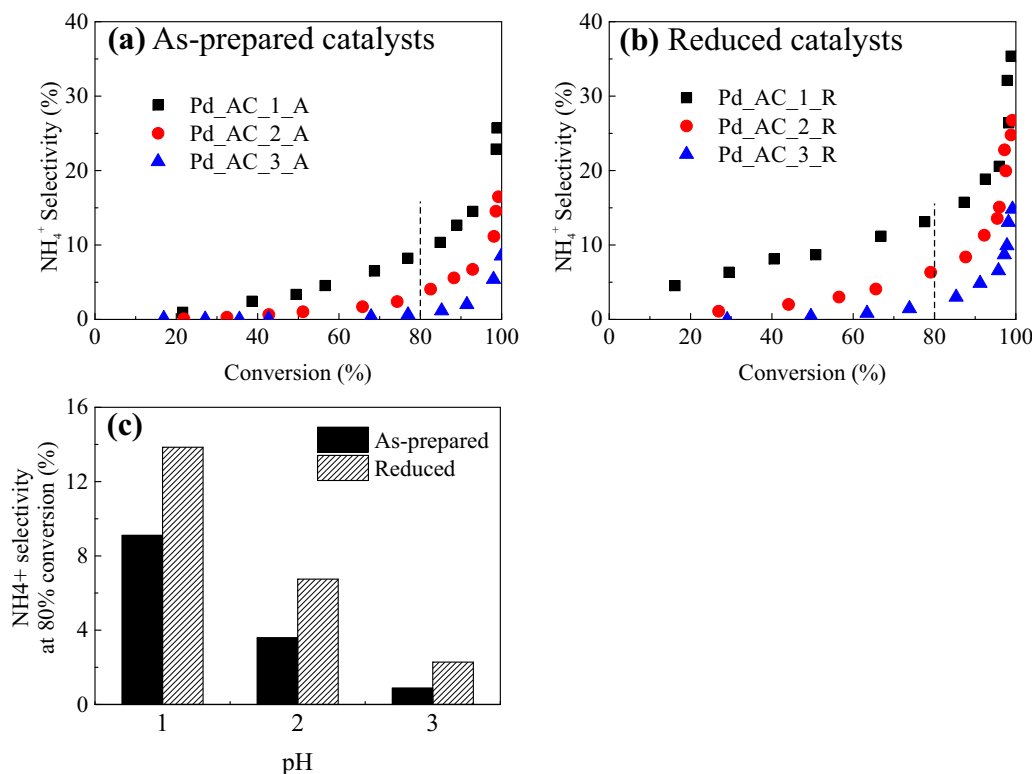 (a) As-prepared catalysts
40
30
20
10
0
NH₄⁺ Selectivity (%)
Pd_AC_1_A
Pd_AC_2_A
Pd_AC_3_A
0 20 40 60 80 100
Conversion (%)
(b) Reduced catalysts
40
30
20
10
0
NH₄⁺ Selectivity (%)
Pd_AC_1_R
Pd_AC_2_R
Pd_AC_3_R
0 20 40 60 80 100
Conversion (%)
(c)
16
12
8
4
0
NH4+ selectivity
at 80% conversion (%)
As-prepared
Reduced
1 2 3
pH